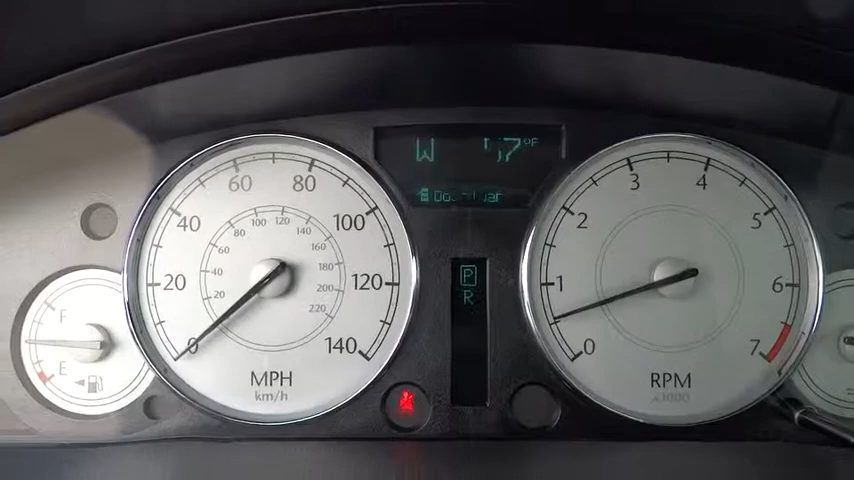 W
°F
60 80
40 100
20 120
0 140
80 100 120 140
60 160
40 180
20 200
220
MPH
km/h
F
E
P
R
3 4
2 5
1 6
0 7
RPM
x1000